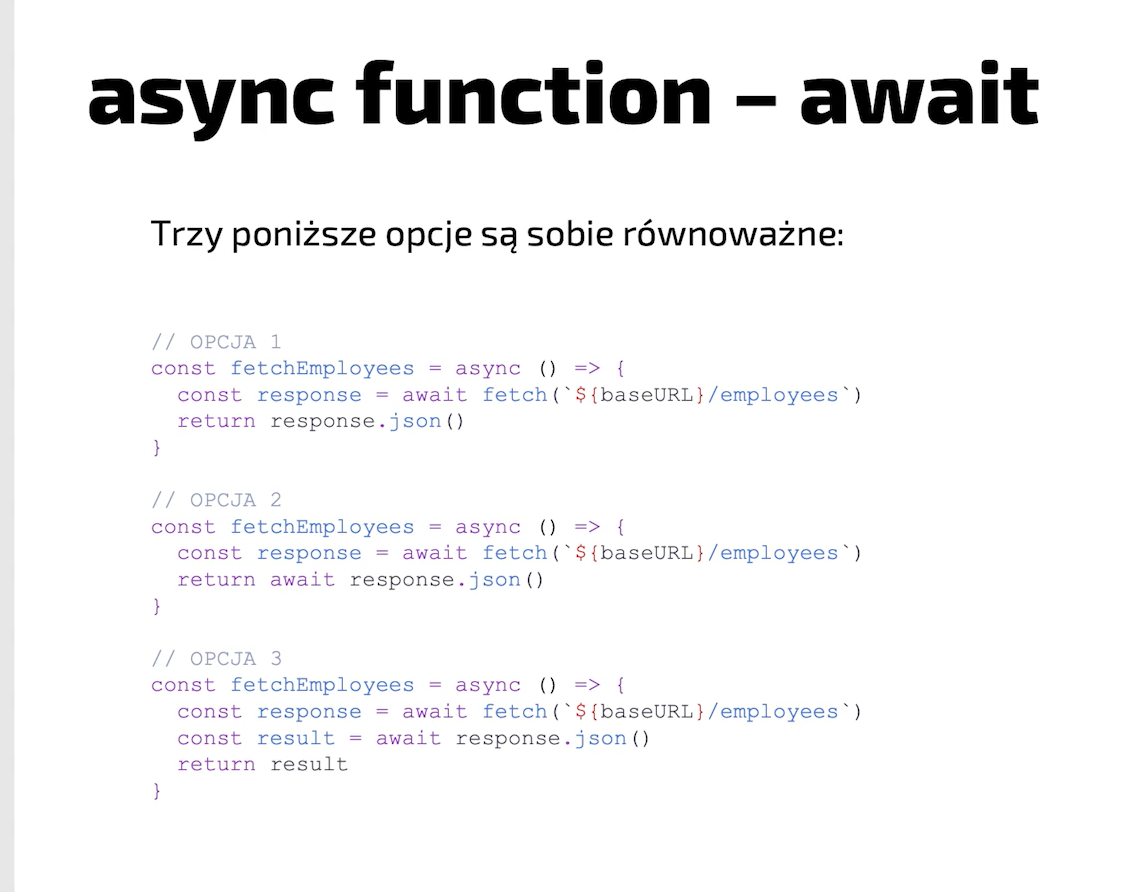 async function – await
Trzy poniższe opcje są sobie równoważne:
// OPCJA 1
const fetchEmployees = async () => {
  const response = await fetch(`${baseURL}/employees`)
  return response.json()
}
// OPCJA 2
const fetchEmployees = async () => {
  const response = await fetch(`${baseURL}/employees`)
  return await response.json()
}
// OPCJA 3
const fetchEmployees = async () => {
  const response = await fetch(`${baseURL}/employees`)
  const result = await response.json()
  return result
}